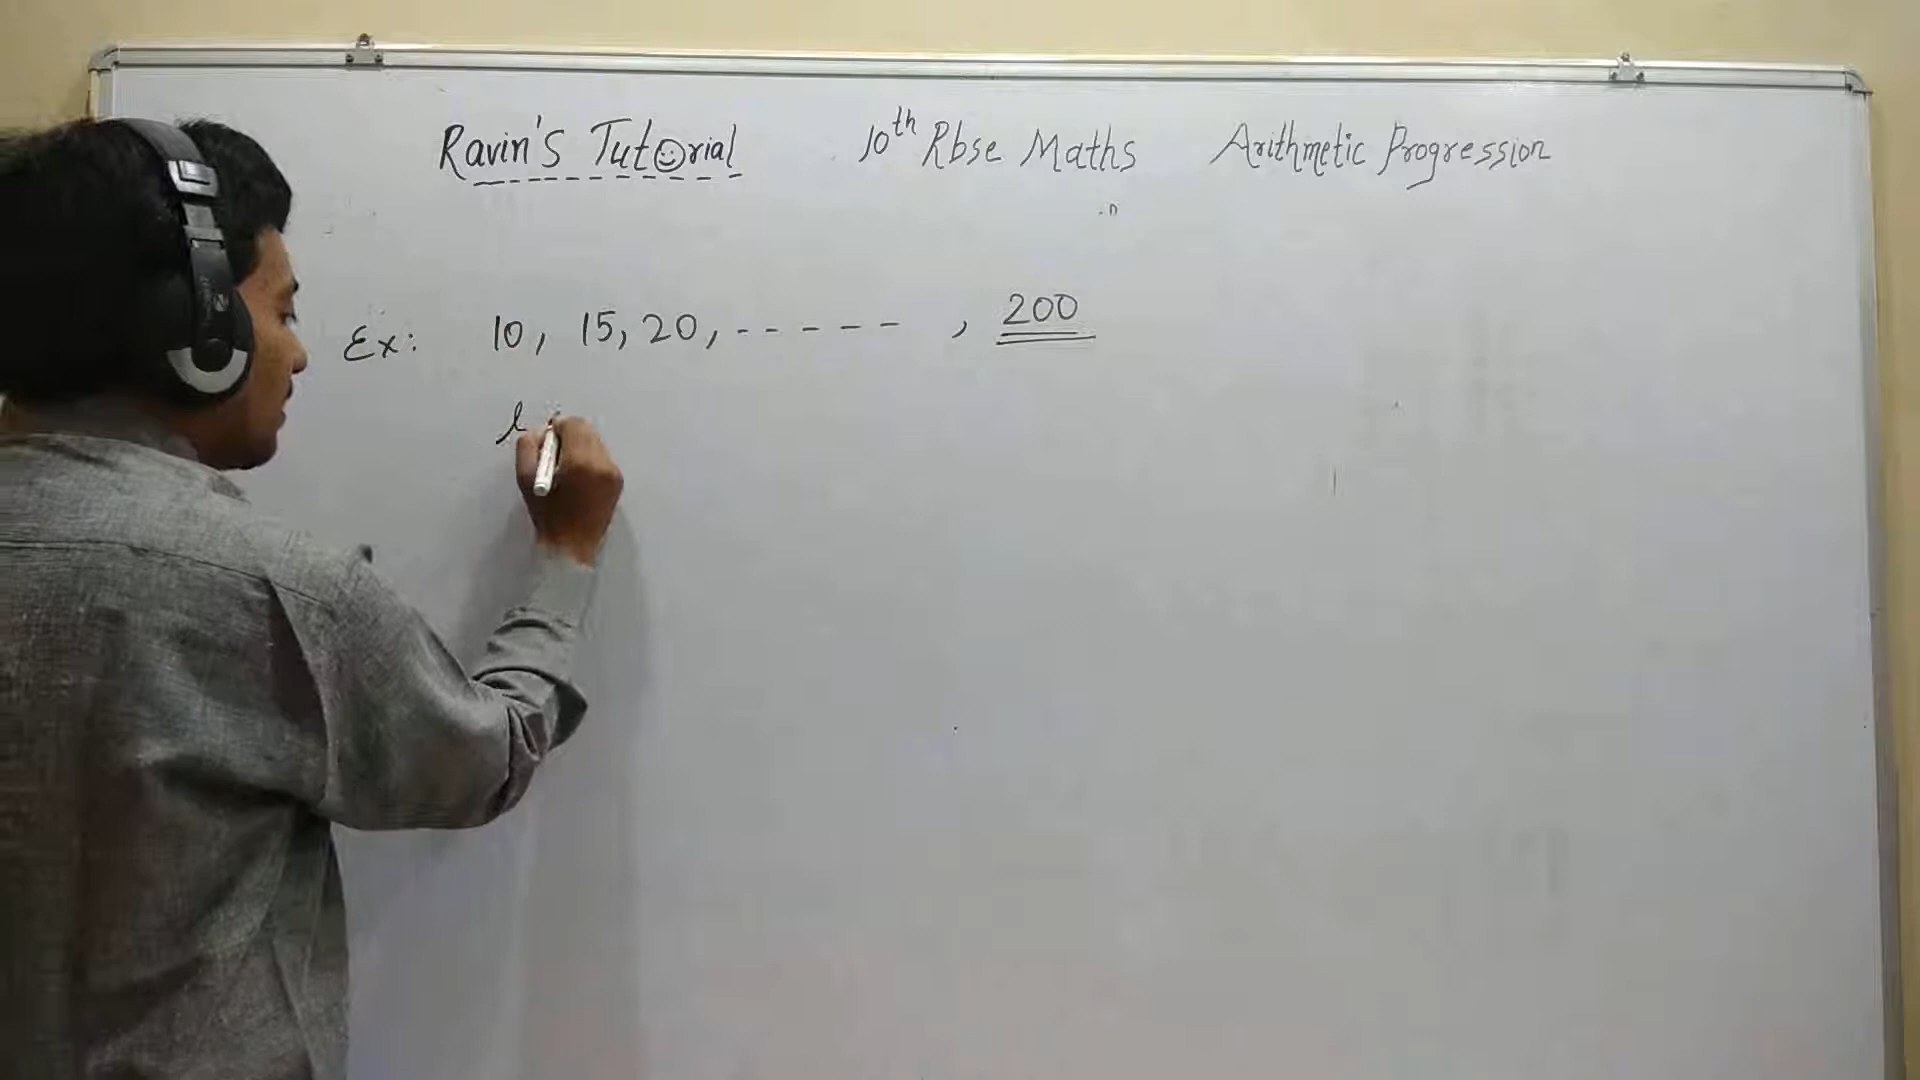 Ravin's Tutorial 10th Rbse Maths Arithmetic Progression
Ex: 10, 15, 20, ----- , 200
l